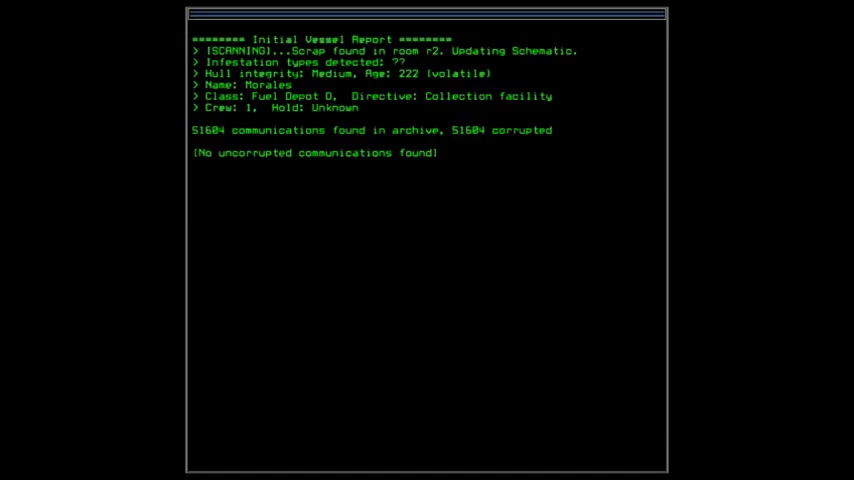 ======== Initial Vessel Report ========
> [SCANNING]...Scrap found in room r2. Updating Schematic.
> Infestation types detected: ??
> Hull integrity: Medium, Age: 222 (volatile)
> Name: Morales
> Class: Fuel Depot D,  Directive: Collection facility
> Crew: 1,  Hold: Unknown
51604 communications found in archive, 51604 corrupted
[No uncorrupted communications found]